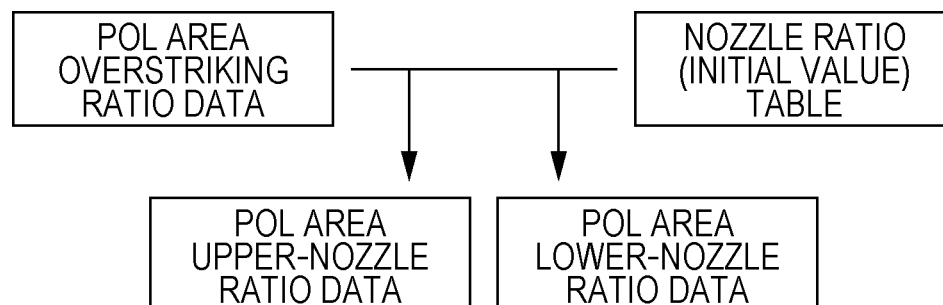 POL AREA
OVERSTRIKING
RATIO DATA
NOZZLE RATIO
(INITIAL VALUE)
TABLE
POL AREA
UPPER-NOZZLE
RATIO DATA
POL AREA
LOWER-NOZZLE
RATIO DATA